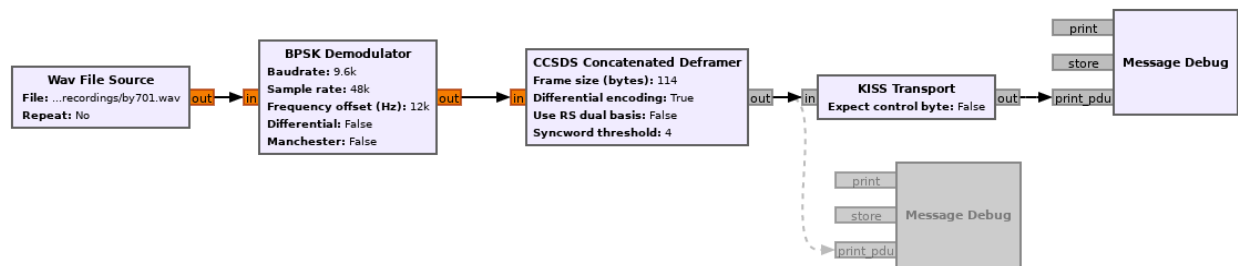 Wav File Source
File: ...recordings/by701.wav
Repeat: No
out
in
BPSK Demodulator
Baudrate: 9.6k
Sample rate: 48k
Frequency offset (Hz): 12k
Differential: False
Manchester: False
out
in
CCSDS Concatenated Deframer
Frame size (bytes): 114
Differential encoding: True
Use RS dual basis: False
Syncword threshold: 4
out
in
KISS Transport
Expect control byte: False
out
print
store
print_pdu
Message Debug
print
store
print_pdu
Message Debug